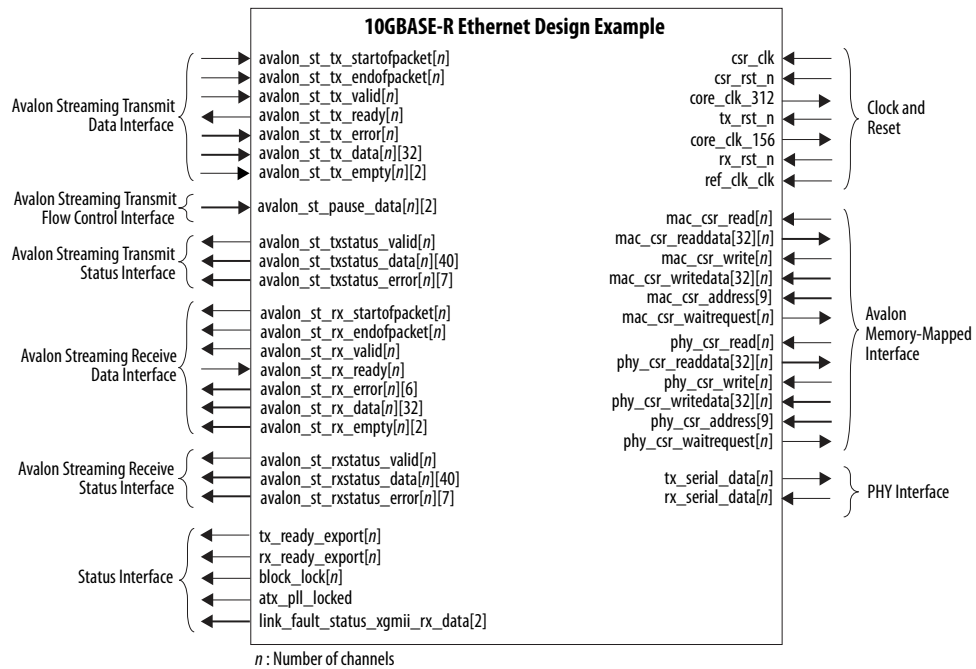 10GBASE-R Ethernet Design Example
Avalon Streaming Transmit
Data Interface
avalon_st_tx_startofpacket[n]
avalon_st_tx_endofpacket[n]
avalon_st_tx_valid[n]
avalon_st_tx_ready[n]
avalon_st_tx_error[n]
avalon_st_tx_data[n][32]
avalon_st_tx_empty[n][2]
Avalon Streaming Transmit
Flow Control Interface
avalon_st_pause_data[n][2]
Avalon Streaming Transmit
Status Interface
avalon_st_txstatus_valid[n]
avalon_st_txstatus_data[n][40]
avalon_st_txstatus_error[n][7]
Avalon Streaming Receive
Data Interface
avalon_st_rx_startofpacket[n]
avalon_st_rx_endofpacket[n]
avalon_st_rx_valid[n]
avalon_st_rx_ready[n]
avalon_st_rx_error[n][6]
avalon_st_rx_data[n][32]
avalon_st_rx_empty[n][2]
Avalon Streaming Receive
Status Interface
avalon_st_rxstatus_valid[n]
avalon_st_rxstatus_data[n][40]
avalon_st_rxstatus_error[n][7]
Status Interface
tx_ready_export[n]
rx_ready_export[n]
block_lock[n]
atx_pll_locked
link_fault_status_xgmii_rx_data[2]
csr_clk
csr_rst_n
core_clk_312
tx_rst_n
core_clk_156
rx_rst_n
ref_clk_clk
Clock and
Reset
mac_csr_read[n]
mac_csr_readdata[32][n]
mac_csr_write[n]
mac_csr_writedata[32][n]
mac_csr_address[9]
mac_csr_waitrequest[n]
phy_csr_read[n]
phy_csr_readdata[32][n]
phy_csr_write[n]
phy_csr_writedata[32][n]
phy_csr_address[9]
phy_csr_waitrequest[n]
Avalon
Memory-Mapped
Interface
tx_serial_data[n]
rx_serial_data[n]
PHY Interface
n : Number of channels